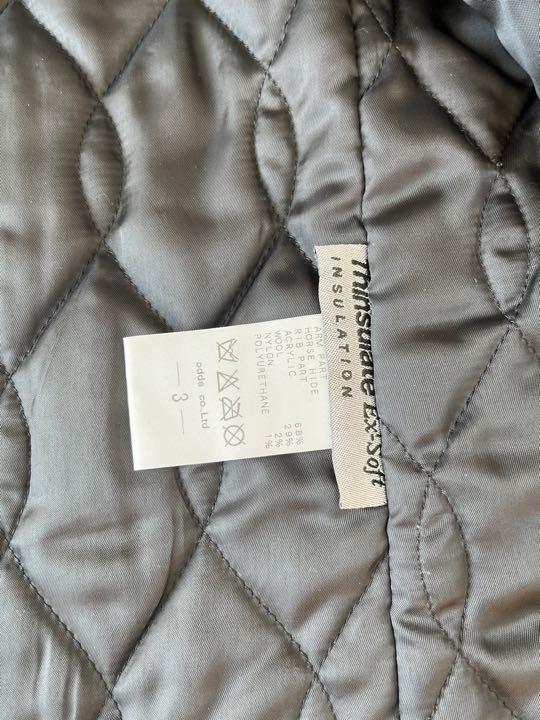 Thinsulate Ex-Soft
INSULATION
ARM PART
HORSE HIDE
RIB PART
ACRYLIC 68%
WOOL 29%
NYLON 2%
POLYURETHANE 1%
adds co.,Ltd
— 3 —